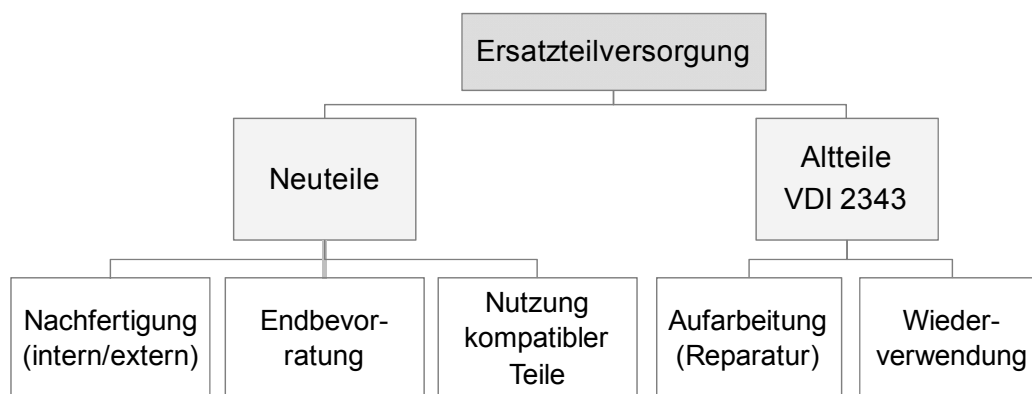 Ersatzteilversorgung
Neuteile
Altteile
VDI 2343
Nachfertigung
(intern/extern)
Endbevor-
ratung
Nutzung
kompatibler
Teile
Aufarbeitung
(Reparatur)
Wieder-
verwendung